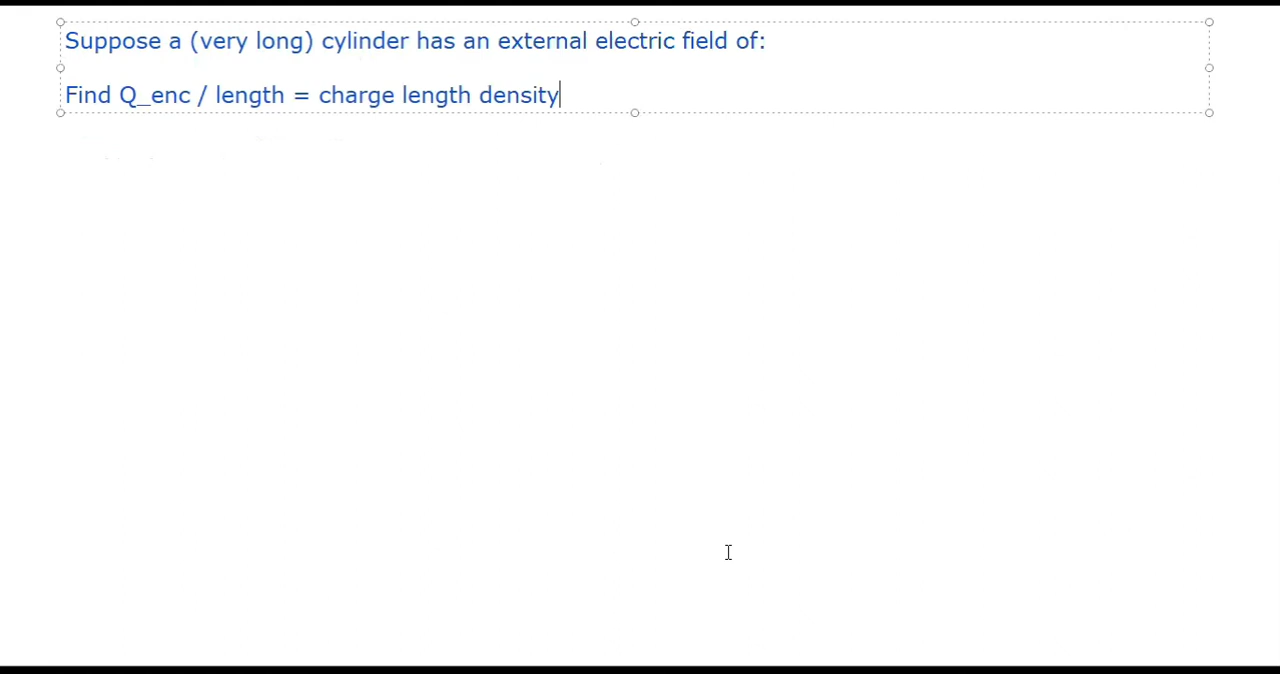 Suppose a (very long) cylinder has an external electric field of:
Find Q_enc / length = charge length density